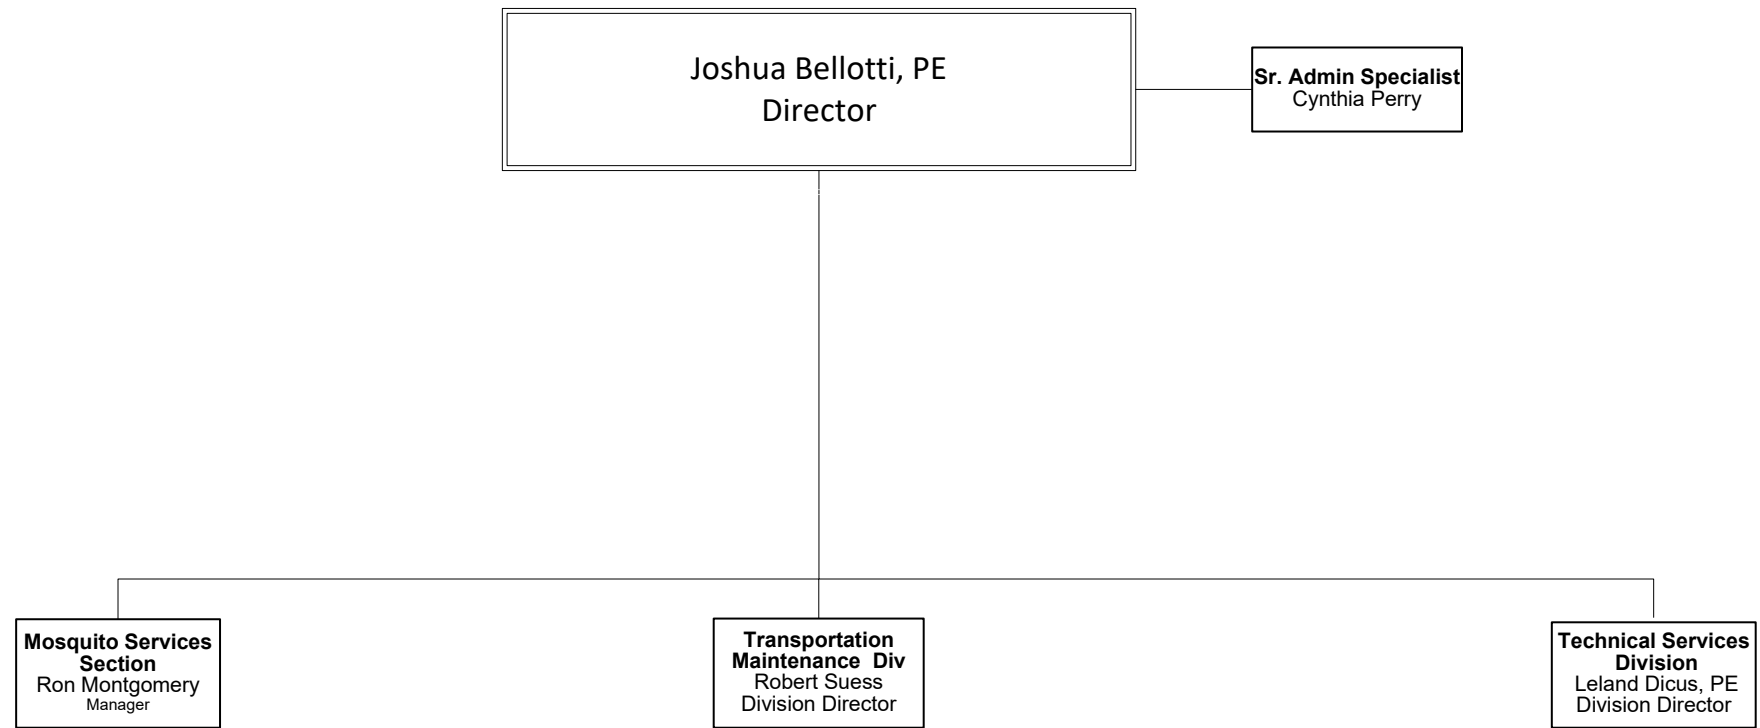 Joshua Bellotti, PE
Director
Sr. Admin Specialist
Cynthia Perry
Mosquito Services
Section
Ron Montgomery
Manager
Transportation
Maintenance  Div
Robert Suess
Division Director
Technical Services
Division
Leland Dicus, PE
Division Director